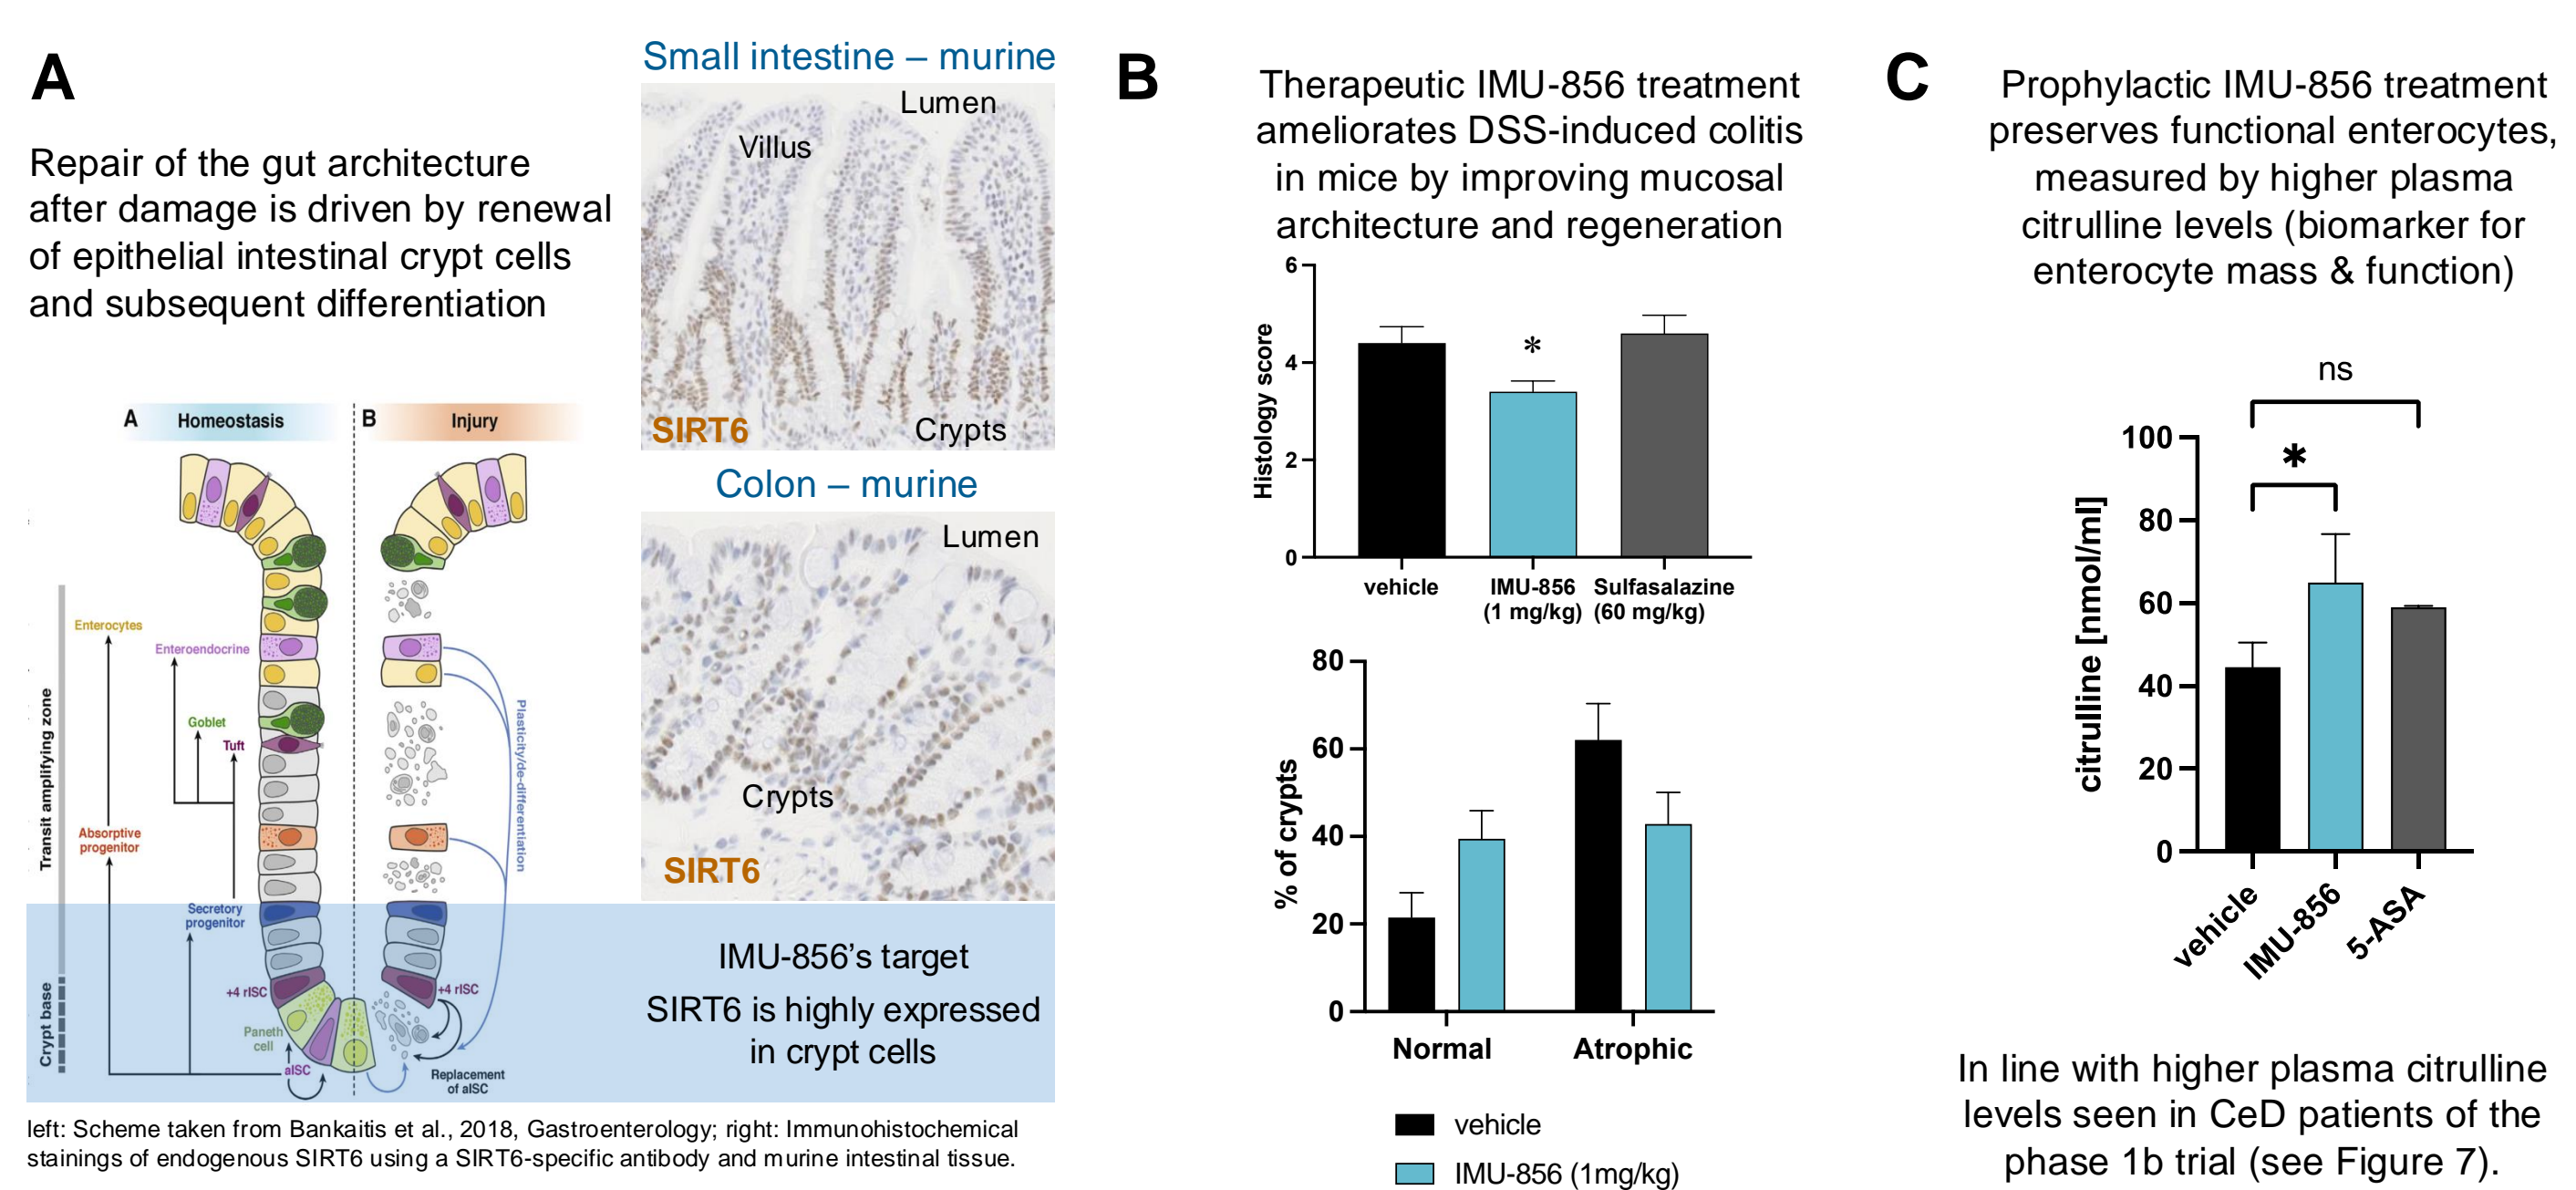 A
Repair of the gut architecture
after damage is driven by renewal
of epithelial intestinal crypt cells
and subsequent differentiation
A
Homeostasis
B
Injury
Transit amplifying zone
Crypt base
Enterocytes
Enteroendocrine
Goblet
Tuft
Absorptive
progenitor
Secretory
progenitor
+4 rISC
Paneth
cell
aISC
Plasticity/de-differentiation
+4 rISC
Replacement
of aISC
Small intestine – murine
Lumen
Villus
SIRT6
Crypts
Colon – murine
Lumen
Crypts
SIRT6
IMU-856’s target
SIRT6 is highly expressed
in crypt cells
left: Scheme taken from Bankaitis et al., 2018, Gastroenterology; right: Immunohistochemical
stainings of endogenous SIRT6 using a SIRT6-specific antibody and murine intestinal tissue.
B
Therapeutic IMU-856 treatment
ameliorates DSS-induced colitis
in mice by improving mucosal
architecture and regeneration
Histology score
6
4
2
0
*
vehicle
IMU-856
(1 mg/kg)
Sulfasalazine
(60 mg/kg)
% of crypts
80
60
40
20
0
Normal
Atrophic
vehicle
IMU-856 (1mg/kg)
C
Prophylactic IMU-856 treatment
preserves functional enterocytes,
measured by higher plasma
citrulline levels (biomarker for
enterocyte mass & function)
ns
*
citrulline [nmol/ml]
100
80
60
40
20
0
vehicle
IMU-856
5-ASA
In line with higher plasma citrulline
levels seen in CeD patients of the
phase 1b trial (see Figure 7).